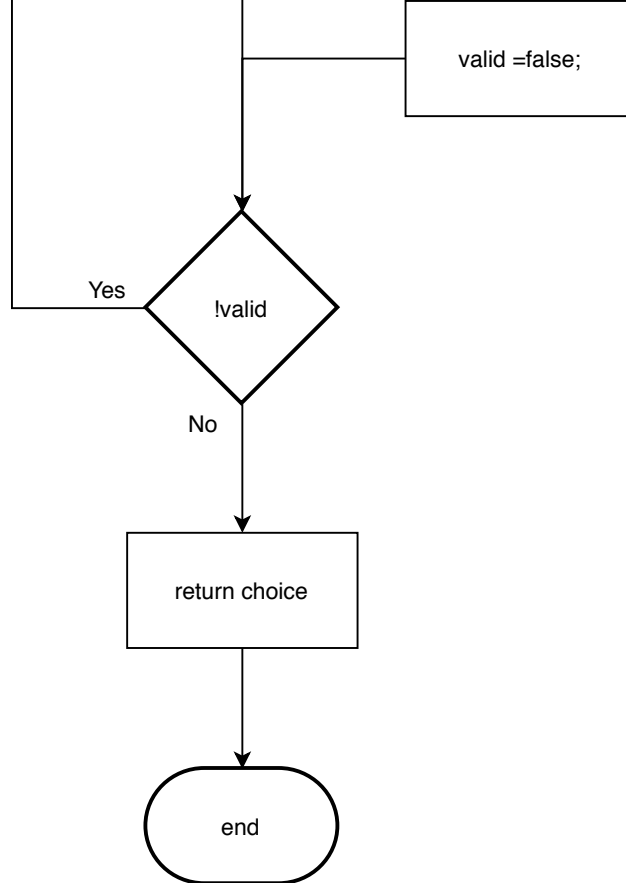 valid =false;
Yes
!valid
No
return choice
end